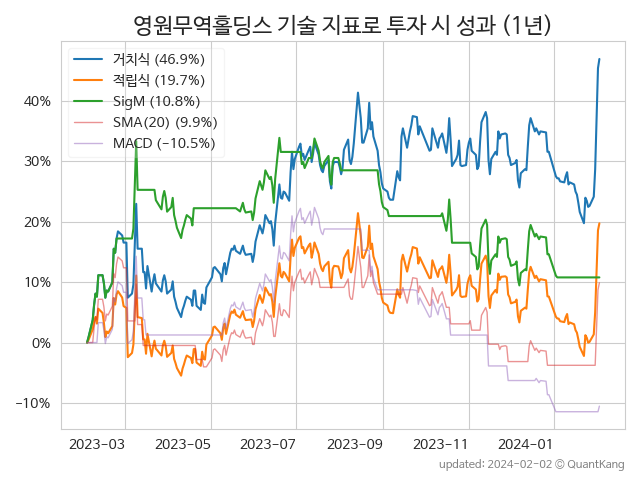 영원무역홀딩스 기술 지표로 투자 시 성과 (1년)
거치식 (46.9%)
적립식 (19.7%)
SigM (10.8%)
SMA(20) (9.9%)
MACD (−10.5%)
40%
30%
20%
10%
0%
−10%
2023-03 2023-05 2023-07 2023-09 2023-11 2024-01
updated: 2024-02-02 © QuantKang